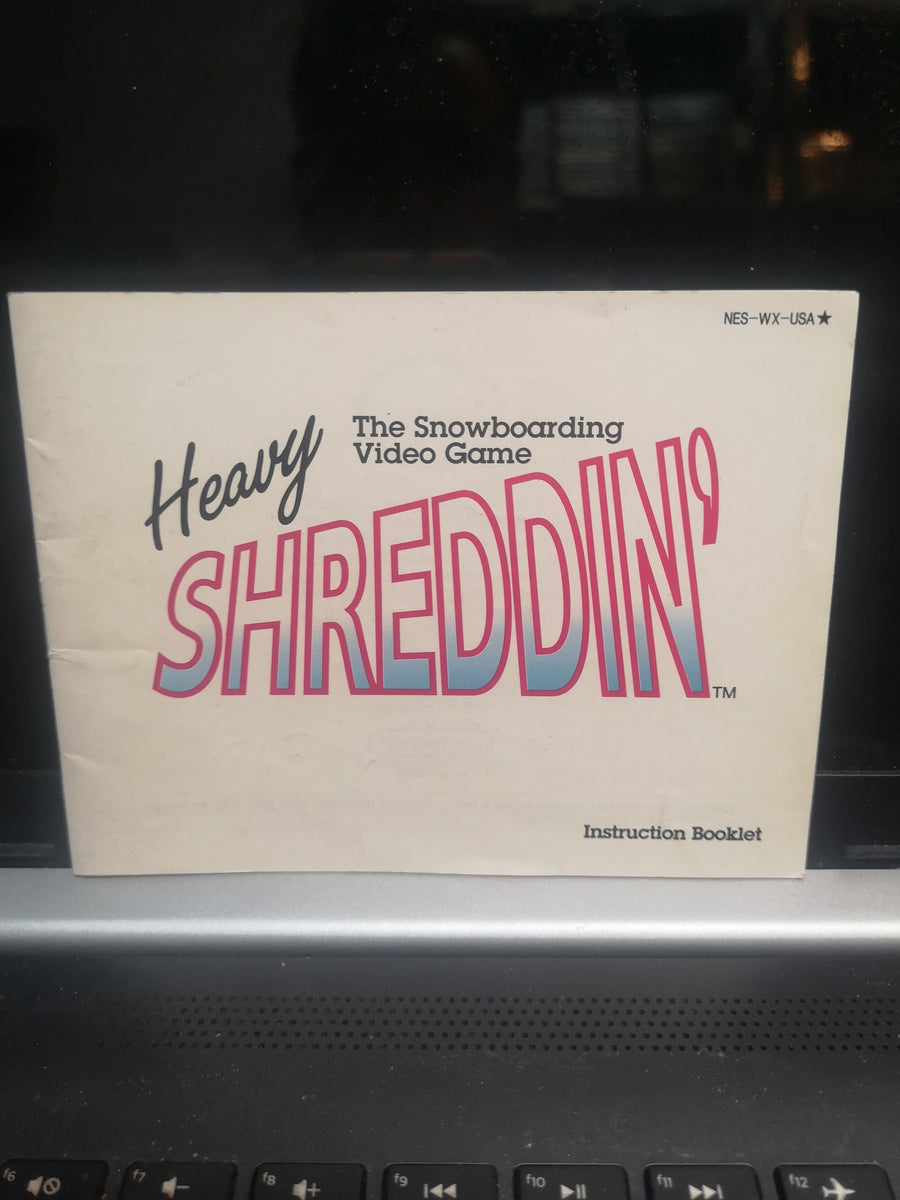 NES-WX-USA★
Heavy
The Snowboarding
Video Game
SHREDDIN'
TM
Instruction Booklet
f6
f7
f8
f9
f10
f11
f12